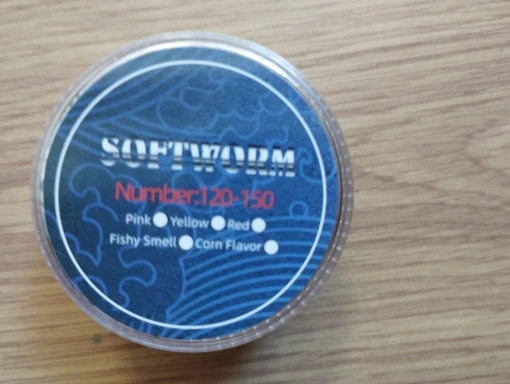 SOFTWORM
Number:120-150
Pink Yellow Red
Fishy Smell Corn Flavor